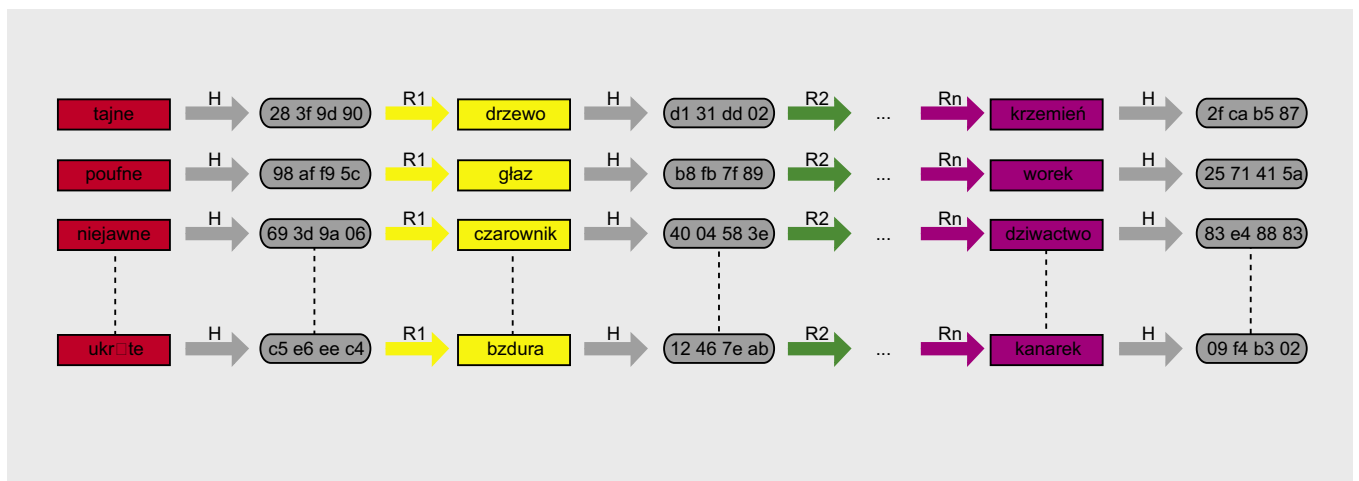 tajne H 28 3f 9d 90 R1 drzewo H d1 31 dd 02 R2 ... Rn krzemień H 2f ca b5 87
poufne H 98 af f9 5c R1 głaz H b8 fb 7f 89 R2 ... Rn worek H 25 71 41 5a
niejawne H 69 3d 9a 06 R1 czarownik H 40 04 58 3e R2 ... Rn dziwactwo H 83 e4 88 83
ukr□te H c5 e6 ee c4 R1 bzdura H 12 46 7e ab R2 ... Rn kanarek H 09 f4 b3 02